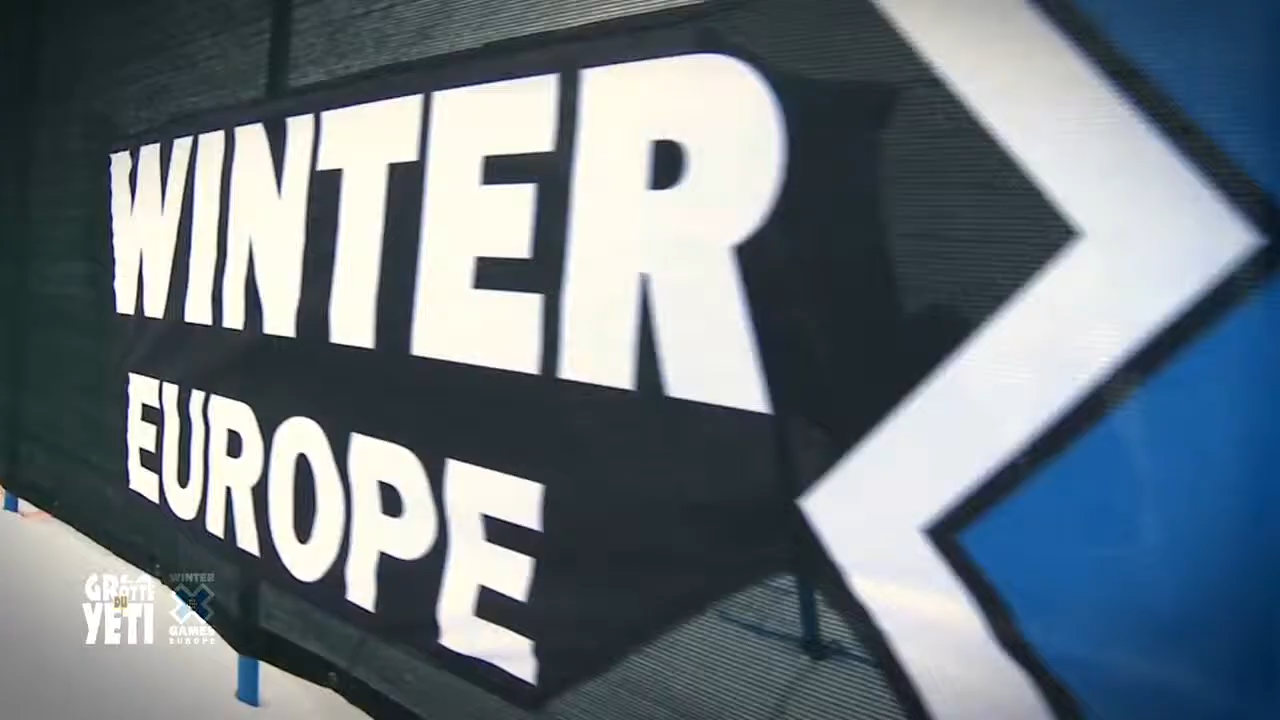 WINTER
EUROPE
GROTTE
DU
YETI
WINTER
X
GAMES
EUROPE